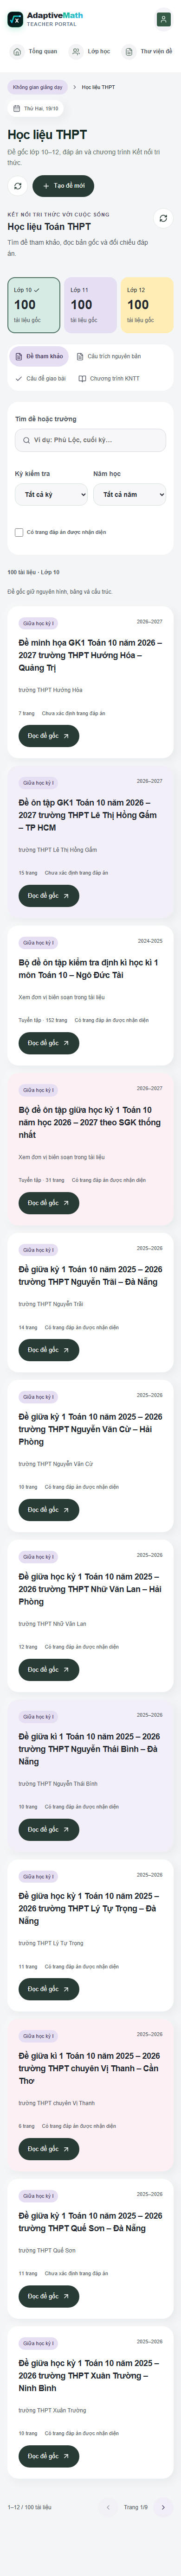 AdaptiveMath
TEACHER PORTAL
Tổng quan
Lớp học
Thư viện đề
Không gian giảng dạy
Học liệu THPT
Thứ Hai, 19/10
Học liệu THPT
Đề gốc lớp 10–12, đáp án và chương trình Kết nối tri
thức.
Tạo đề mới
KẾT NỐI TRI THỨC VỚI CUỘC SỐNG
Học liệu Toán THPT
Tìm đề tham khảo, đọc bản gốc và đối chiếu đáp
án.
Lớp 10
100
tài liệu gốc
Lớp 11
100
tài liệu gốc
Lớp 12
100
tài liệu gốc
Đề tham khảo
Cấu trúc nguyên bản
Câu để giao bài
Chương trình KNTT
Tìm đề hoặc trường
Ví dụ: Phù Lộc, cuối kỳ...
Kỳ kiểm tra
Năm học
Tất cả kỳ
Tất cả năm
Có trang đáp án được nhận diện
100 tài liệu · Lớp 10
Đề gốc giữ nguyên hình, bảng và cấu trúc.
Giữa học kỳ I
2026–2027
Đề minh họa GK1 Toán 10 năm 2026 –
2027 trường THPT Hướng Hóa –
Quảng Trị
trường THPT Hướng Hóa
7 trang
Chưa xác định trang đáp án
Đọc đề gốc
Giữa học kỳ I
2026–2027
Đề ôn tập GK1 Toán 10 năm 2026 –
2027 trường THPT Lê Thị Hồng Gấm
– TP HCM
trường THPT Lê Thị Hồng Gấm
15 trang
Chưa xác định trang đáp án
Đọc đề gốc
Giữa học kỳ I
2024-2025
Bộ đề ôn tập kiểm tra định kì học kì 1
môn Toán 10 – Ngô Đức Tài
Xem đơn vị biên soạn trong tài liệu
Tuyển tập · 152 trang
Có trang đáp án được nhận diện
Đọc đề gốc
Giữa học kỳ I
2026–2027
Bộ đề ôn tập giữa học kỳ 1 Toán 10
năm học 2026 – 2027 theo SGK thống
nhất
Xem đơn vị biên soạn trong tài liệu
Tuyển tập · 31 trang
Có trang đáp án được nhận diện
Đọc đề gốc
Giữa học kỳ I
2025–2026
Đề giữa kỳ 1 Toán 10 năm 2025 – 2026
trường THPT Nguyễn Trãi – Đà Nẵng
trường THPT Nguyễn Trãi
14 trang
Có trang đáp án được nhận diện
Đọc đề gốc
Giữa học kỳ I
2025–2026
Đề giữa kỳ 1 Toán 10 năm 2025 – 2026
trường THPT Nguyễn Văn Cừ – Hải
Phòng
trường THPT Nguyễn Văn Cừ
10 trang
Có trang đáp án được nhận diện
Đọc đề gốc
Giữa học kỳ I
2025–2026
Đề giữa học kỳ 1 Toán 10 năm 2025 –
2026 trường THPT Nhữ Văn Lan – Hải
Phòng
trường THPT Nhữ Văn Lan
12 trang
Có trang đáp án được nhận diện
Đọc đề gốc
Giữa học kỳ I
2025–2026
Đề giữa kì 1 Toán 10 năm 2025 – 2026
trường THPT Nguyễn Thái Bình – Đà
Nẵng
trường THPT Nguyễn Thái Bình
10 trang
Có trang đáp án được nhận diện
Đọc đề gốc
Giữa học kỳ I
2025–2026
Đề giữa học kỳ 1 Toán 10 năm 2025 –
2026 trường THPT Lý Tự Trọng – Đà
Nẵng
trường THPT Lý Tự Trọng
11 trang
Có trang đáp án được nhận diện
Đọc đề gốc
Giữa học kỳ I
2025–2026
Đề giữa kì 1 Toán 10 năm 2025 – 2026
trường THPT chuyên Vị Thanh – Cần
Thơ
trường THPT chuyên Vị Thanh
6 trang
Có trang đáp án được nhận diện
Đọc đề gốc
Giữa học kỳ I
2025–2026
Đề giữa kỳ 1 Toán 10 năm 2025 – 2026
trường THPT Quế Sơn – Đà Nẵng
trường THPT Quế Sơn
11 trang
Chưa xác định trang đáp án
Đọc đề gốc
Giữa học kỳ I
2025–2026
Đề giữa học kì 1 Toán 10 năm 2025 –
2026 trường THPT Xuân Trường –
Ninh Bình
trường THPT Xuân Trường
10 trang
Có trang đáp án được nhận diện
Đọc đề gốc
1–12 / 100 tài liệu
Trang 1/9